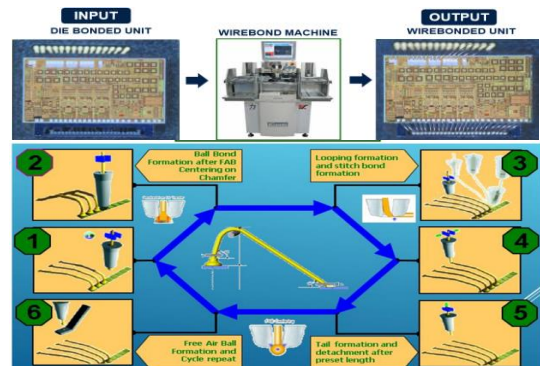 INPUT
DIE BONDED UNIT
WIREBOND MACHINE
OUTPUT
WIREBONDED UNIT
2
Ball Bond
Formation after FAB
Centering on
Chamfer
Looping formation
and stitch bond
formation
3
1
4
6
Free Air Ball
Formation and
Cycle repeat
Tail formation and
detachment after
preset length
5